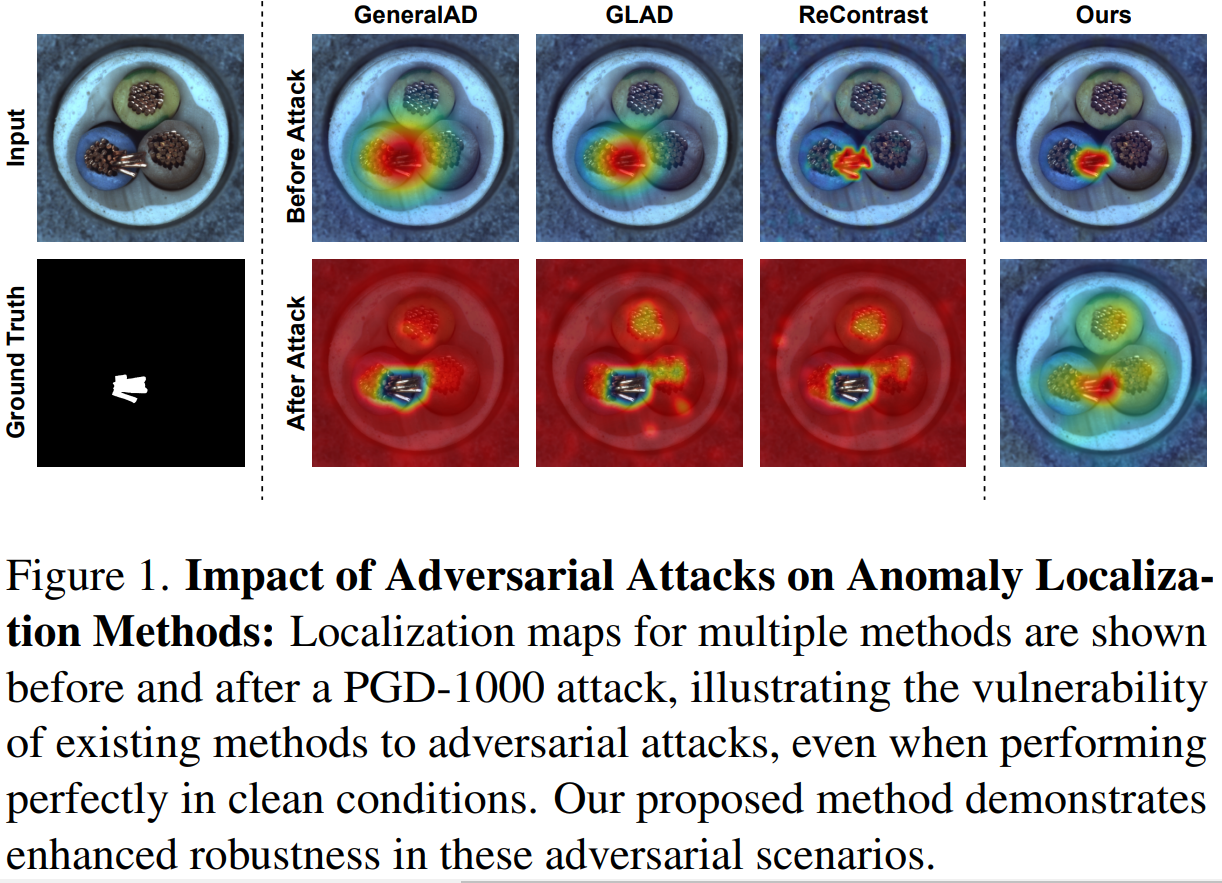 GeneralAD GLAD ReContrast Ours
Input
Before Attack
Ground Truth
After Attack
Figure 1. Impact of Adversarial Attacks on Anomaly Localiza-
tion Methods: Localization maps for multiple methods are shown
before and after a PGD-1000 attack, illustrating the vulnerability
of existing methods to adversarial attacks, even when performing
perfectly in clean conditions. Our proposed method demonstrates
enhanced robustness in these adversarial scenarios.